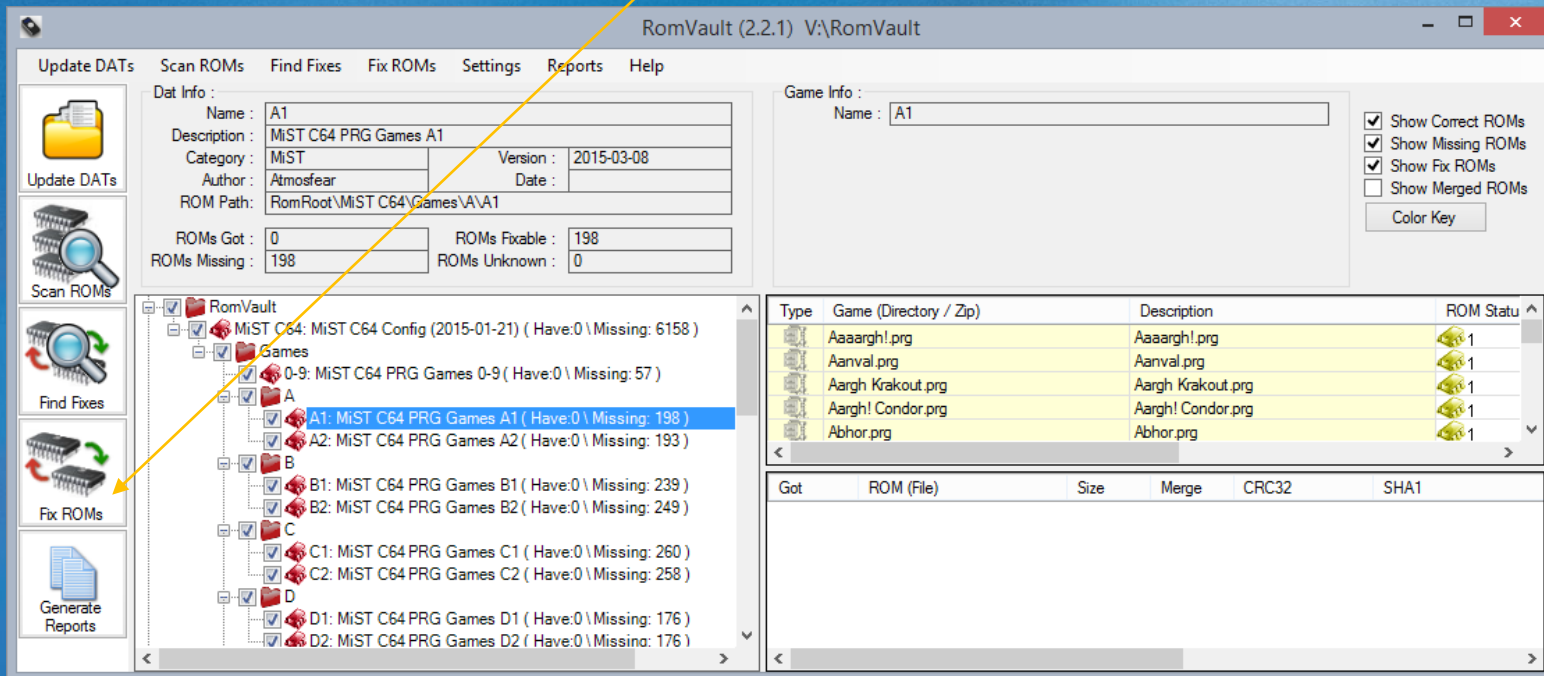 RomVault (2.2.1) V:\RomVault
Update DATs Scan ROMs Find Fixes Fix ROMs Settings Reports Help
Update DATs
Scan ROMs
Find Fixes
Fix ROMs
Generate
Reports
Dat Info :
Name : A1
Description : MiST C64 PRG Games A1
Category : MiST Version : 2015-03-08
Author : Atmosfear Date :
ROM Path: RomRoot\MiST C64\Games\A\A1
ROMs Got : 0 ROMs Fixable : 198
ROMs Missing : 198 ROMs Unknown : 0
Game Info :
Name : A1
Show Correct ROMs
Show Missing ROMs
Show Fix ROMs
Show Merged ROMs
Color Key
RomVault
MiST C64: MiST C64 Config (2015-01-21) ( Have:0 \ Missing: 6158 )
Games
0-9: MiST C64 PRG Games 0-9 ( Have:0 \ Missing: 57 )
A
A1: MiST C64 PRG Games A1 ( Have:0 \ Missing: 198 )
A2: MiST C64 PRG Games A2 ( Have:0 \ Missing: 193 )
B
B1: MiST C64 PRG Games B1 ( Have:0 \ Missing: 239 )
B2: MiST C64 PRG Games B2 ( Have:0 \ Missing: 249 )
C
C1: MiST C64 PRG Games C1 ( Have:0 \ Missing: 260 )
C2: MiST C64 PRG Games C2 ( Have:0 \ Missing: 258 )
D
D1: MiST C64 PRG Games D1 ( Have:0 \ Missing: 176 )
D2: MiST C64 PRG Games D2 ( Have:0 \ Missing: 176 )
Type Game (Directory / Zip) Description ROM Statu
Aaaargh!.prg Aaaargh!.prg 1
Aanval.prg Aanval.prg 1
Aargh Krakout.prg Aargh Krakout.prg 1
Aargh! Condor.prg Aargh! Condor.prg 1
Abhor.prg Abhor.prg 1
Got ROM (File) Size Merge CRC32 SHA1